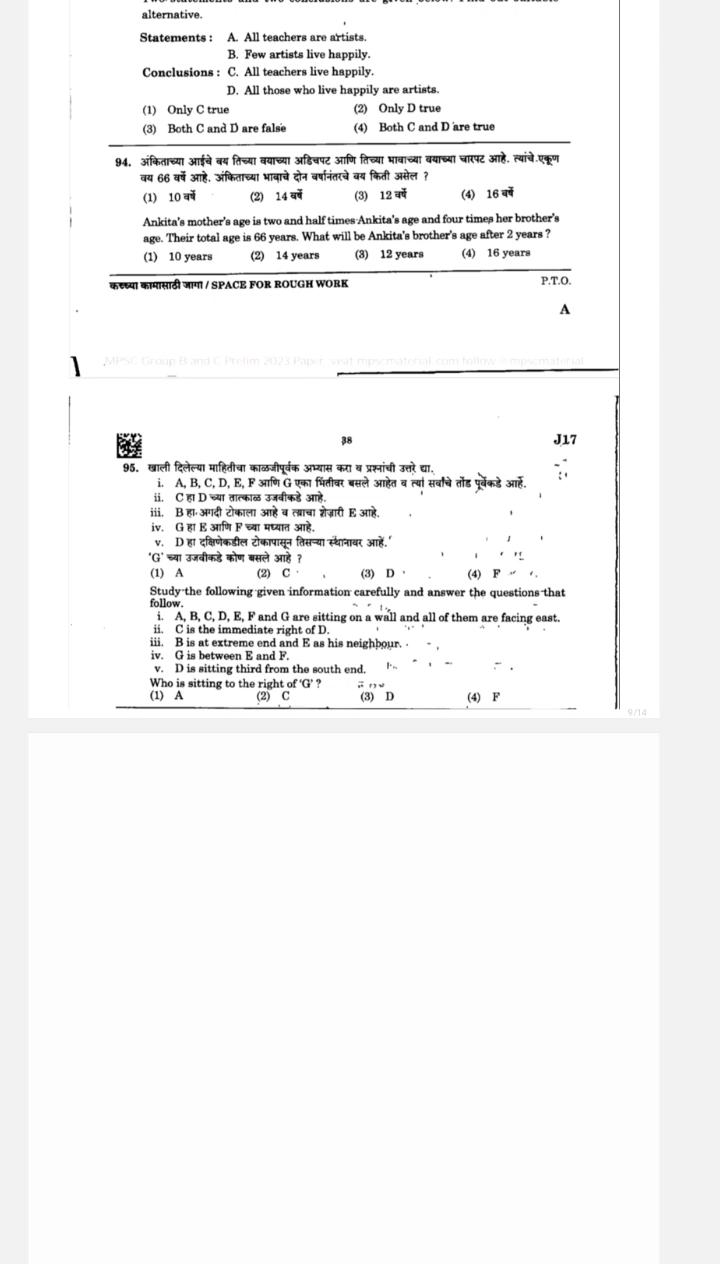 alternative.
Statements : A. All teachers are artists.
B. Few artists live happily.
Conclusions : C. All teachers live happily.
D. All those who live happily are artists.
(1) Only C true (2) Only D true
(3) Both C and D are false (4) Both C and D are true
94. अंकिताच्या आईचे वय तिच्या वयाच्या अडिचपट आणि तिच्या भावाच्या वयाच्या चारपट आहे. त्यांचे एकूण
वय 66 वर्षे आहे. अंकिताच्या भावाचे दोन वर्षानंतरचे वय किती असेल ?
(1) 10 वर्षे (2) 14 वर्षे (3) 12 वर्षे (4) 16 वर्षे
Ankita's mother's age is two and half times Ankita's age and four times her brother's
age. Their total age is 66 years. What will be Ankita's brother's age after 2 years ?
(1) 10 years (2) 14 years (3) 12 years (4) 16 years
कच्च्या कामासाठी जागा / SPACE FOR ROUGH WORK P.T.O.
A
MPSC Group B and C Prelim 2023 Paper, visit mpscmaterial.com follow @mpscmaterial
38 J17
95. खाली दिलेल्या माहितीचा काळजीपूर्वक अभ्यास करा व प्रश्नांची उत्तरे द्या.
i. A, B, C, D, E, F आणि G एका भिंतीवर बसले आहेत व त्यां सर्वांचे तोंड पूर्वेकडे आहे.
ii. C हा D च्या तात्काळ उजवीकडे आहे.
iii. B हा अगदी टोकाला आहे व त्याचा शेजारी E आहे.
iv. G हा E आणि F च्या मध्यात आहे.
v. D हा दक्षिणेकडील टोकापासून तिसऱ्या स्थानावर आहे.
'G' च्या उजवीकडे कोण बसले आहे ?
(1) A (2) C (3) D (4) F
Study the following given information carefully and answer the questions that
follow.
i. A, B, C, D, E, F and G are sitting on a wall and all of them are facing east.
ii. C is the immediate right of D.
iii. B is at extreme end and E as his neighbour.
iv. G is between E and F.
v. D is sitting third from the south end.
Who is sitting to the right of 'G' ?
(1) A (2) C (3) D (4) F
9/14